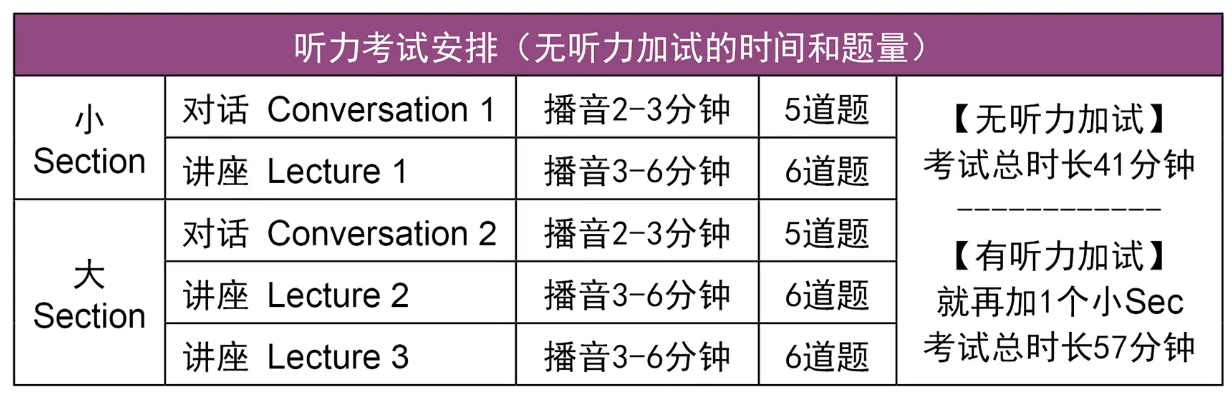 听力考试安排（无听力加试的时间和题量）
小
Section
对话 Conversation 1
播音2-3分钟
5道题
讲座 Lecture 1
播音3-6分钟
6道题
大
Section
对话 Conversation 2
播音2-3分钟
5道题
讲座 Lecture 2
播音3-6分钟
6道题
讲座 Lecture 3
播音3-6分钟
6道题
【无听力加试】
考试总时长41分钟
------------
【有听力加试】
就再加1个小Sec
考试总时长57分钟